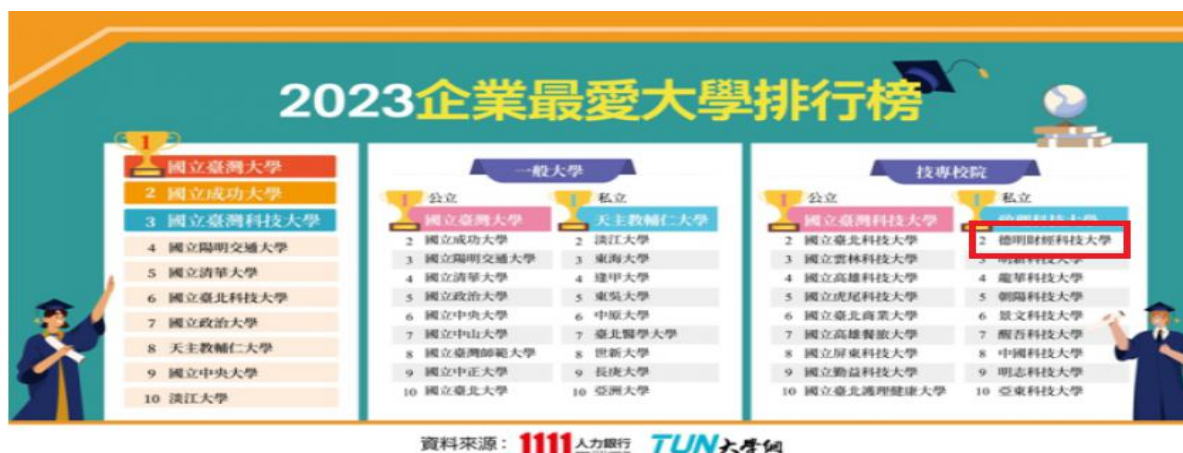 2023企業最愛大學排行榜
1 國立臺灣大學
2 國立成功大學
3 國立臺灣科技大學
4 國立陽明交通大學
5 國立清華大學
6 國立臺北科技大學
7 國立政治大學
8 天主教輔仁大學
9 國立中央大學
10 淡江大學
一般大學
公立
1 國立臺灣大學
2 國立成功大學
3 國立陽明交通大學
4 國立清華大學
5 國立政治大學
6 國立中央大學
7 國立中山大學
8 國立臺灣師範大學
9 國立中正大學
10 國立臺北大學
私立
1 天主教輔仁大學
2 淡江大學
3 東海大學
4 逢甲大學
5 東吳大學
6 中原大學
7 臺北醫學大學
8 世新大學
9 長庚大學
10 亞洲大學
技專校院
公立
1 國立臺灣科技大學
2 國立臺北科技大學
3 國立雲林科技大學
4 國立高雄科技大學
5 國立虎尾科技大學
6 國立臺北商業大學
7 國立高雄餐旅大學
8 國立屏東科技大學
9 國立勤益科技大學
10 國立臺北護理健康大學
私立
1
2 德明財經科技大學
3 明新科技大學
4 龍華科技大學
5 朝陽科技大學
6 景文科技大學
7 醒吾科技大學
8 中國科技大學
9 明志科技大學
10 亞東科技大學
資料來源：1111人力銀行 TUN大學網